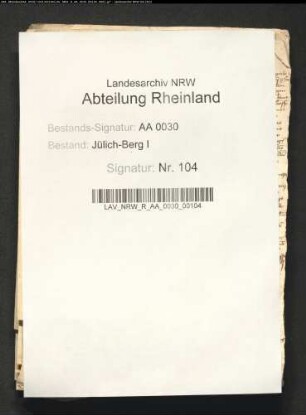 Landesarchiv NRW
Abteilung Rheinland
Bestands-Signatur: AA 0030
Bestand: Jülich-Berg I
Signatur: Nr. 104
LAV_NRW_R_AA_0030_00104